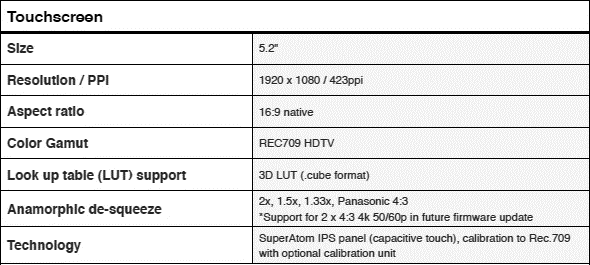 Touchscreen
Size 5.2"
Resolution / PPI 1920 x 1080 / 423ppi
Aspect ratio 16:9 native
Color Gamut REC709 HDTV
Look up table (LUT) support 3D LUT (.cube format)
Anamorphic de-squeeze 2x, 1.5x, 1.33x, Panasonic 4:3
*Support for 2 x 4:3 4k 50/60p in future firmware update
Technology SuperAtom IPS panel (capacitive touch), calibration to Rec.709
with optional calibration unit